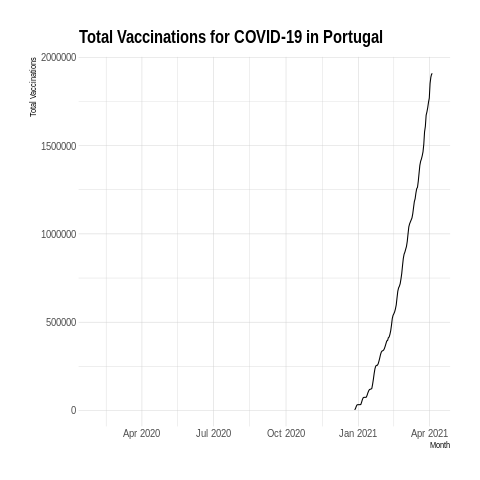 Total Vaccinations for COVID-19 in Portugal
Total Vaccinations
2000000
1500000
1000000
500000
0
Apr 2020 Jul 2020 Oct 2020 Jan 2021 Apr 2021
Month